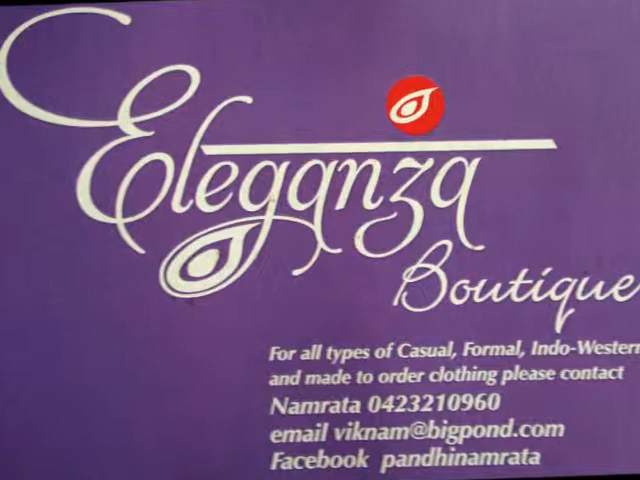 Eleganza
Boutique
For all types of Casual, Formal, Indo-Western
and made to order clothing please contact
Namrata 0423210960
email viknam@bigpond.com
Facebook pandhinamrata